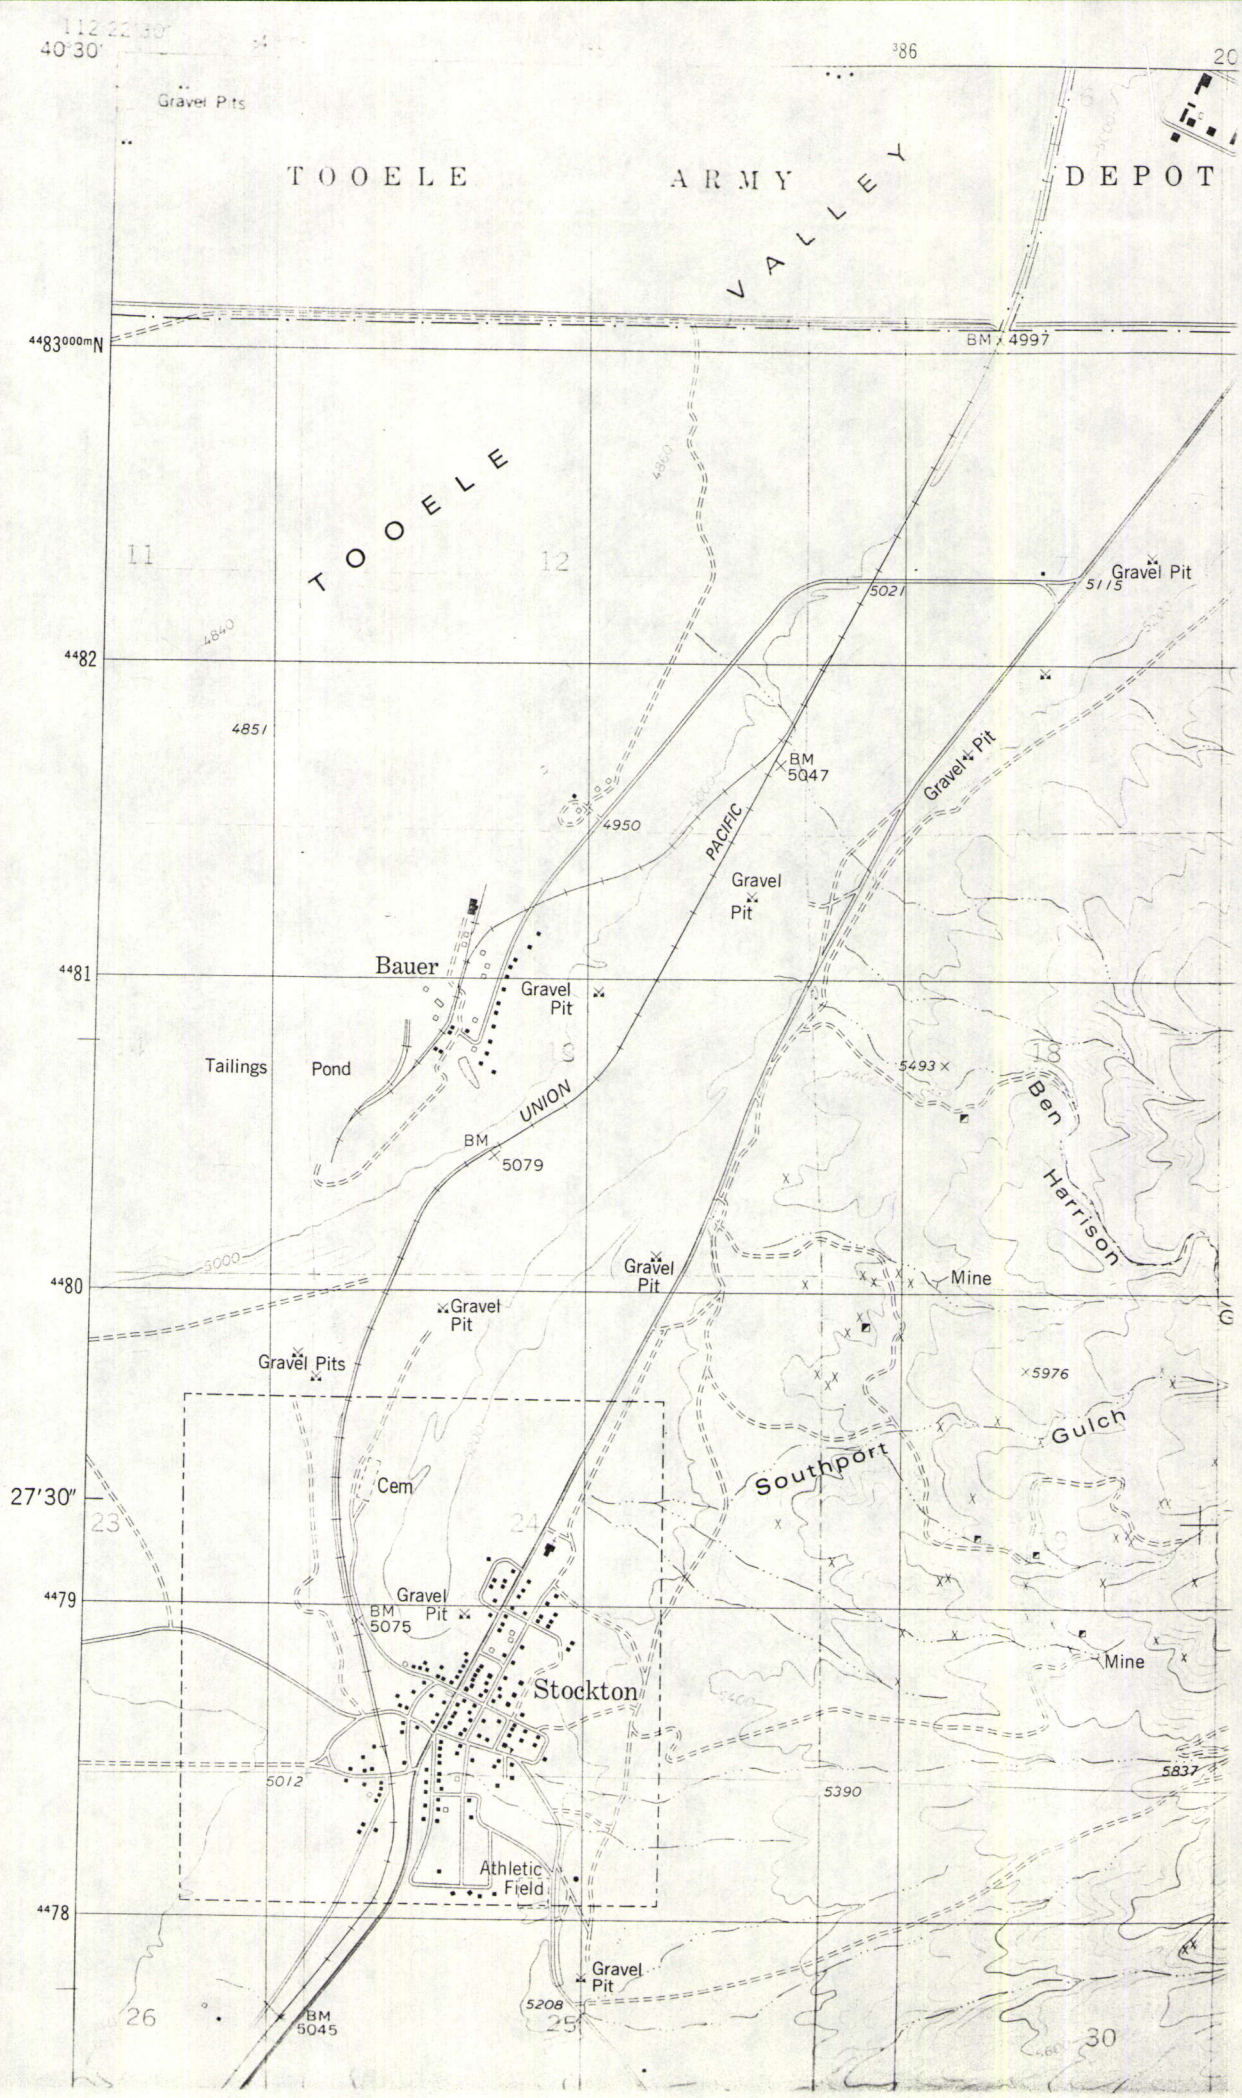 112 22'30"
40°30'
³86
20
Gravel Pits
TOOELE ARMY DEPOT
VALLEY
⁴⁴83⁰⁰⁰ᵐN
BM × 4997
TOOELE
4860
11
12
7
Gravel Pit
5021
5115
4840
⁴⁴82
4851
BM
5047
Gravel Pit
4950
PACIFIC
Gravel
Pit
Bauer
⁴⁴81
Gravel
Pit
Tailings Pond
13
18
5493×
Ben
Harrison
UNION
BM
5079
5000
Gravel
Pit
Mine
⁴⁴80
Gravel
Pit
Gravel Pits
×5976
Gulch
Southport
Cem
27'30"
23
24
Gravel
Pit
⁴⁴79
BM
5075
Mine
Stockton
5400
5012
5390
5837
Athletic
Field
⁴⁴78
Gravel
Pit
5208
26
BM
5045
25
30